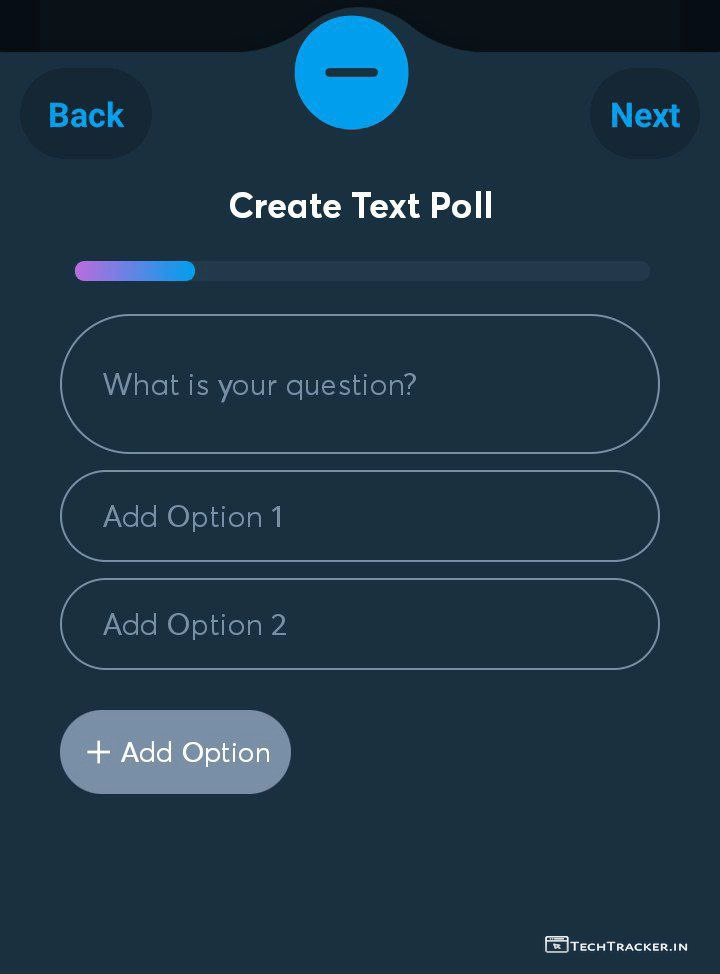 Back
Next
Create Text Poll
What is your question?
Add Option 1
Add Option 2
+ Add Option
TECHTRACKER.IN